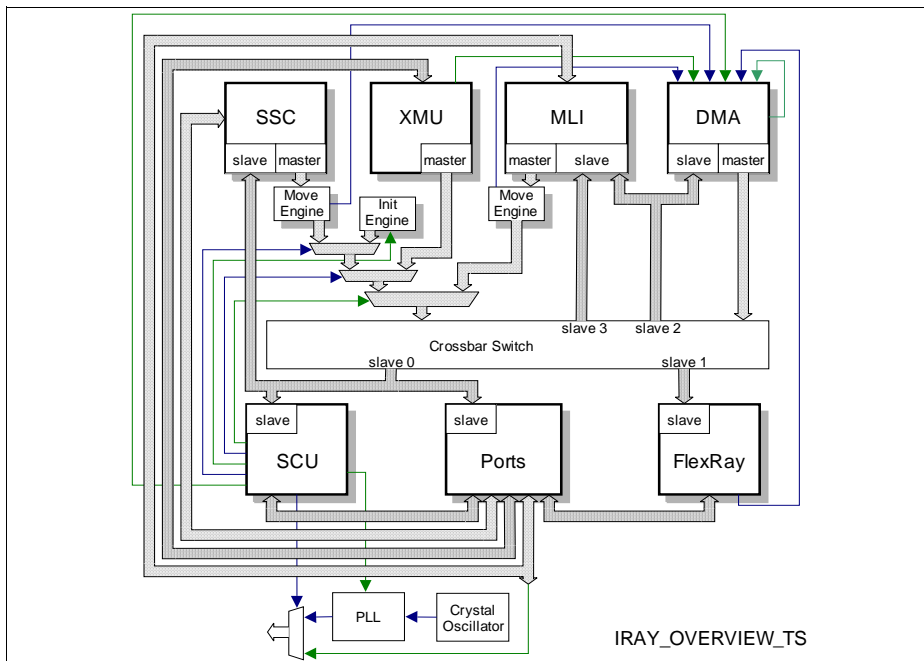 SSC
XMU
MLI
DMA
slave
master
master
master
slave
slave
master
Move
Engine
Init
Engine
Move
Engine
slave 3
slave 2
Crossbar Switch
slave 0
slave 1
slave
slave
SCU
Ports
FlexRay
PLL
Crystal
Oscillator
IRAY_OVERVIEW_TS